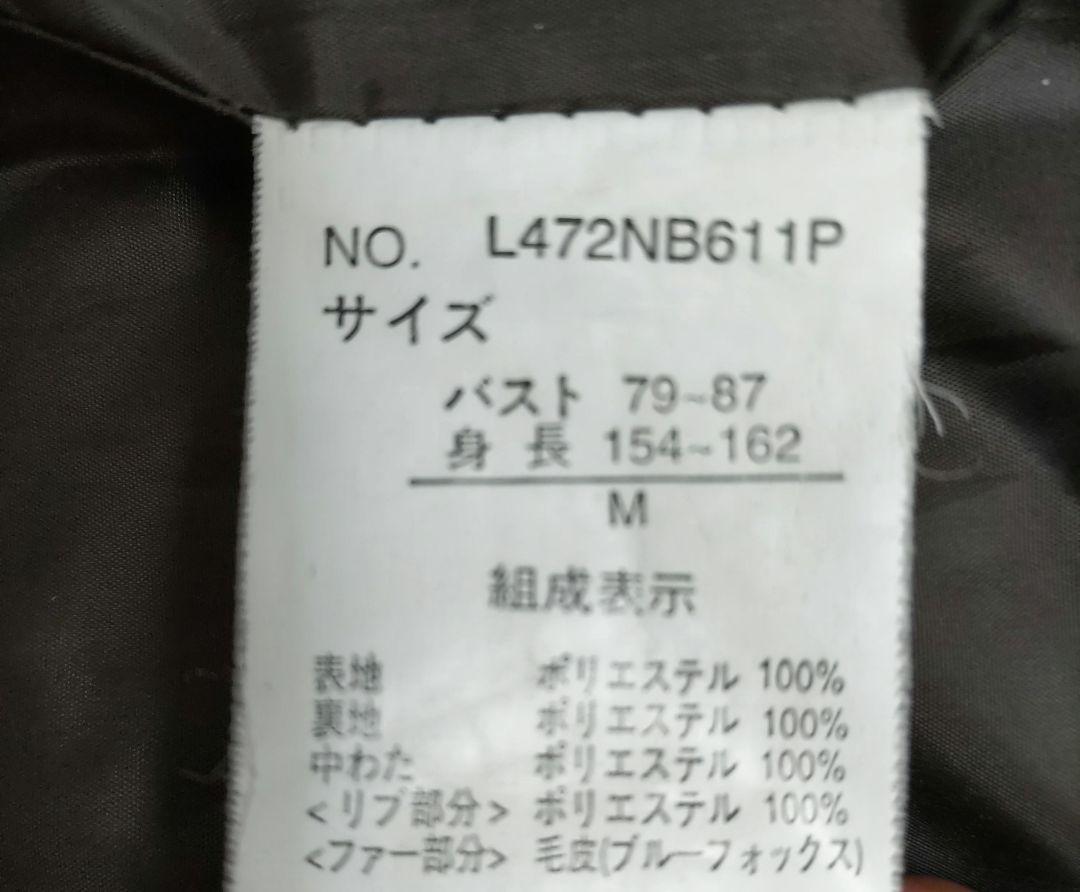 NO. L472NB611P
サイズ
バスト 79~87
身長 154~162
M
組成表示
表地 ポリエステル 100%
裏地 ポリエステル 100%
中わた ポリエステル 100%
<リブ部分> ポリエステル 100%
<ファー部分> 毛皮(ブルーフォックス)